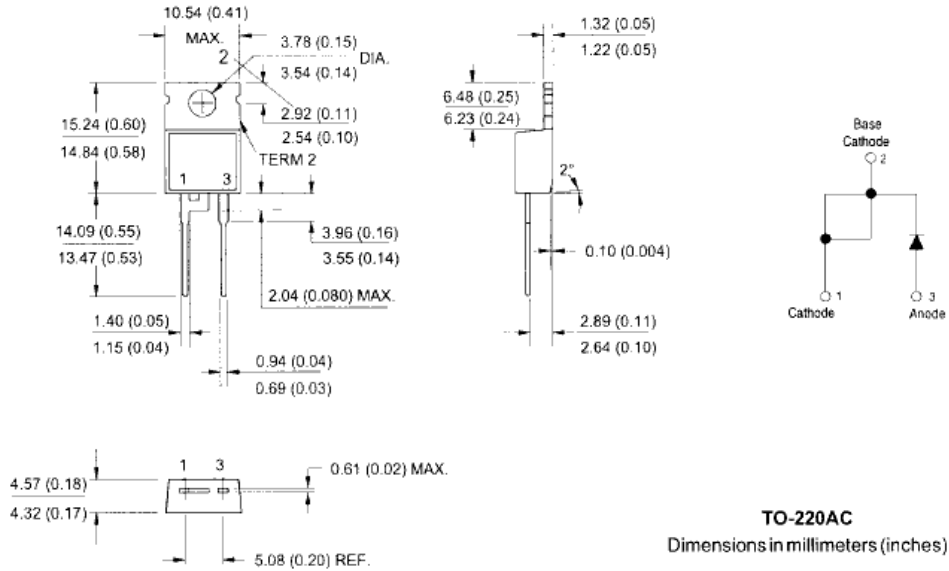 10.54 (0.41)
MAX.
2
3.78 (0.15)
3.54 (0.14)
DIA.
2.92 (0.11)
2.54 (0.10)
TERM 2
15.24 (0.60)
14.84 (0.58)
1
3
14.09 (0.55)
13.47 (0.53)
3.96 (0.16)
3.55 (0.14)
2.04 (0.080) MAX.
1.40 (0.05)
1.15 (0.04)
0.94 (0.04)
0.69 (0.03)
1.32 (0.05)
1.22 (0.05)
6.48 (0.25)
6.23 (0.24)
2°
0.10 (0.004)
2.89 (0.11)
2.64 (0.10)
Base
Cathode
2
1
Cathode
3
Anode
1
3
4.57 (0.18)
4.32 (0.17)
0.61 (0.02) MAX.
5.08 (0.20) REF.
TO-220AC
Dimensions in millimeters (inches)